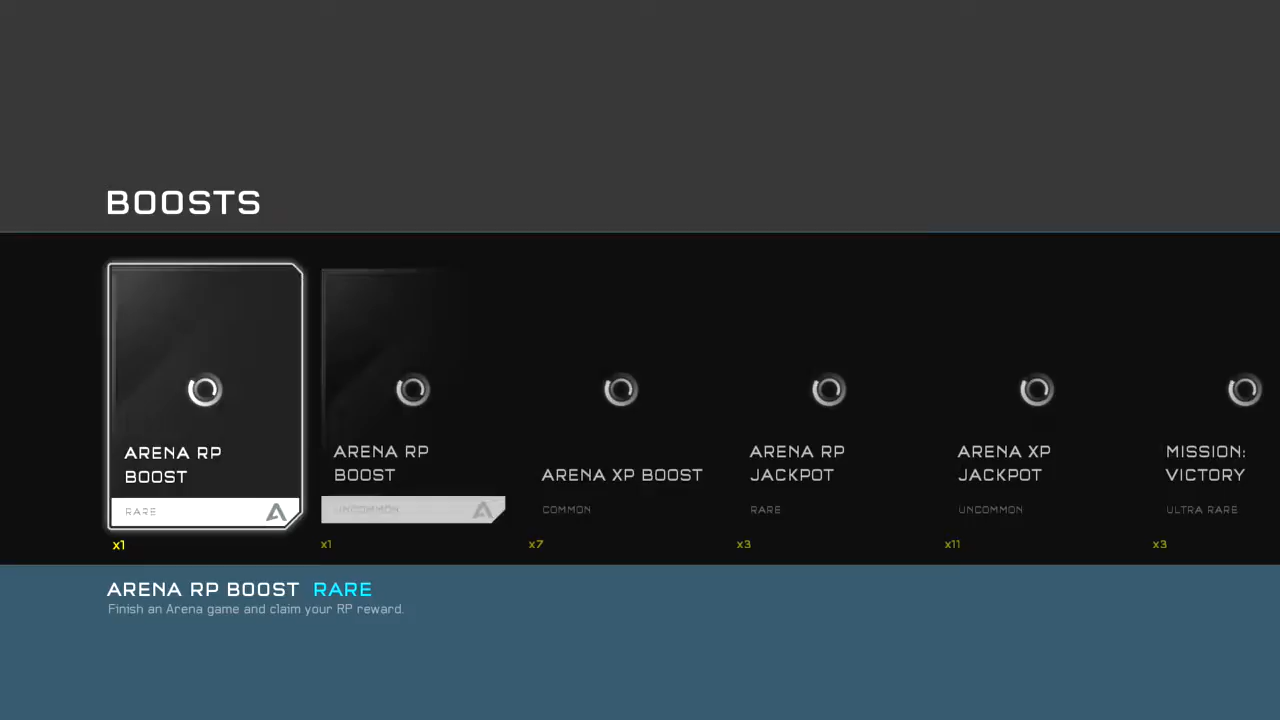 BOOSTS
ARENA RP
BOOST
RARE
x1
ARENA RP
BOOST
UNCOMMON
x1
ARENA XP BOOST
COMMON
x7
ARENA RP
JACKPOT
RARE
x3
ARENA XP
JACKPOT
UNCOMMON
x11
MISSION:
VICTORY
ULTRA RARE
x3
ARENA RP BOOST RARE
Finish an Arena game and claim your RP reward.